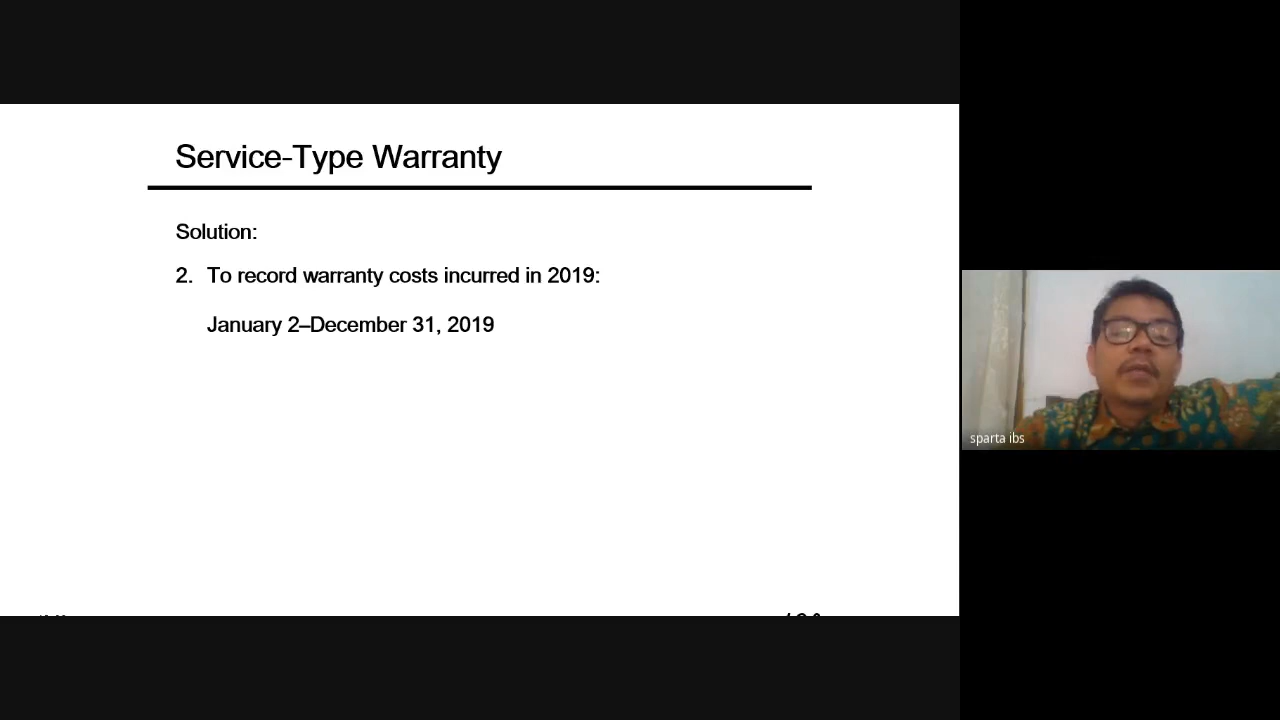 Service-Type Warranty
Solution:
2. To record warranty costs incurred in 2019:
January 2–December 31, 2019
sparta ibs